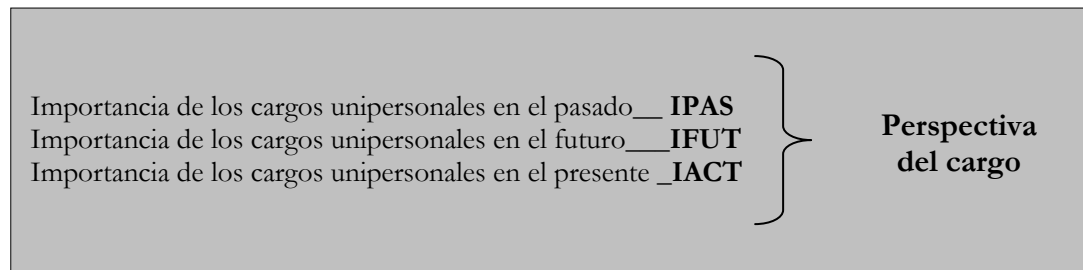 Importancia de los cargos unipersonales en el pasado__ IPAS
Importancia de los cargos unipersonales en el futuro___IFUT
Importancia de los cargos unipersonales en el presente _IACT
Perspectiva
del cargo